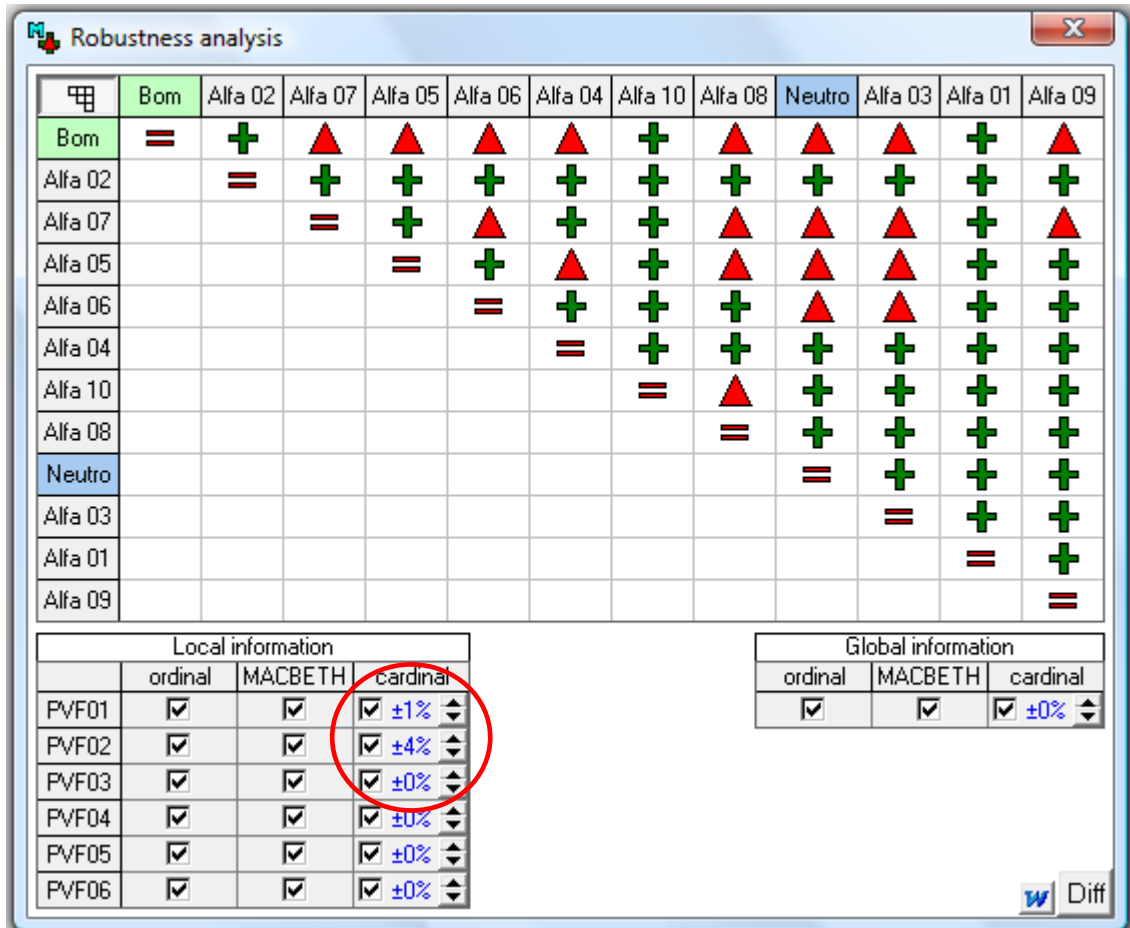 Robustness analysis
Bom Alfa 02 Alfa 07 Alfa 05 Alfa 06 Alfa 04 Alfa 10 Alfa 08 Neutro Alfa 03 Alfa 01 Alfa 09
Bom
Alfa 02
Alfa 07
Alfa 05
Alfa 06
Alfa 04
Alfa 10
Alfa 08
Neutro
Alfa 03
Alfa 01
Alfa 09
Local information
ordinal MACBETH cardinal
PVF01 ±1%
PVF02 ±4%
PVF03 ±0%
PVF04 ±0%
PVF05 ±0%
PVF06 ±0%
Global information
ordinal MACBETH cardinal
±0%
W Diff